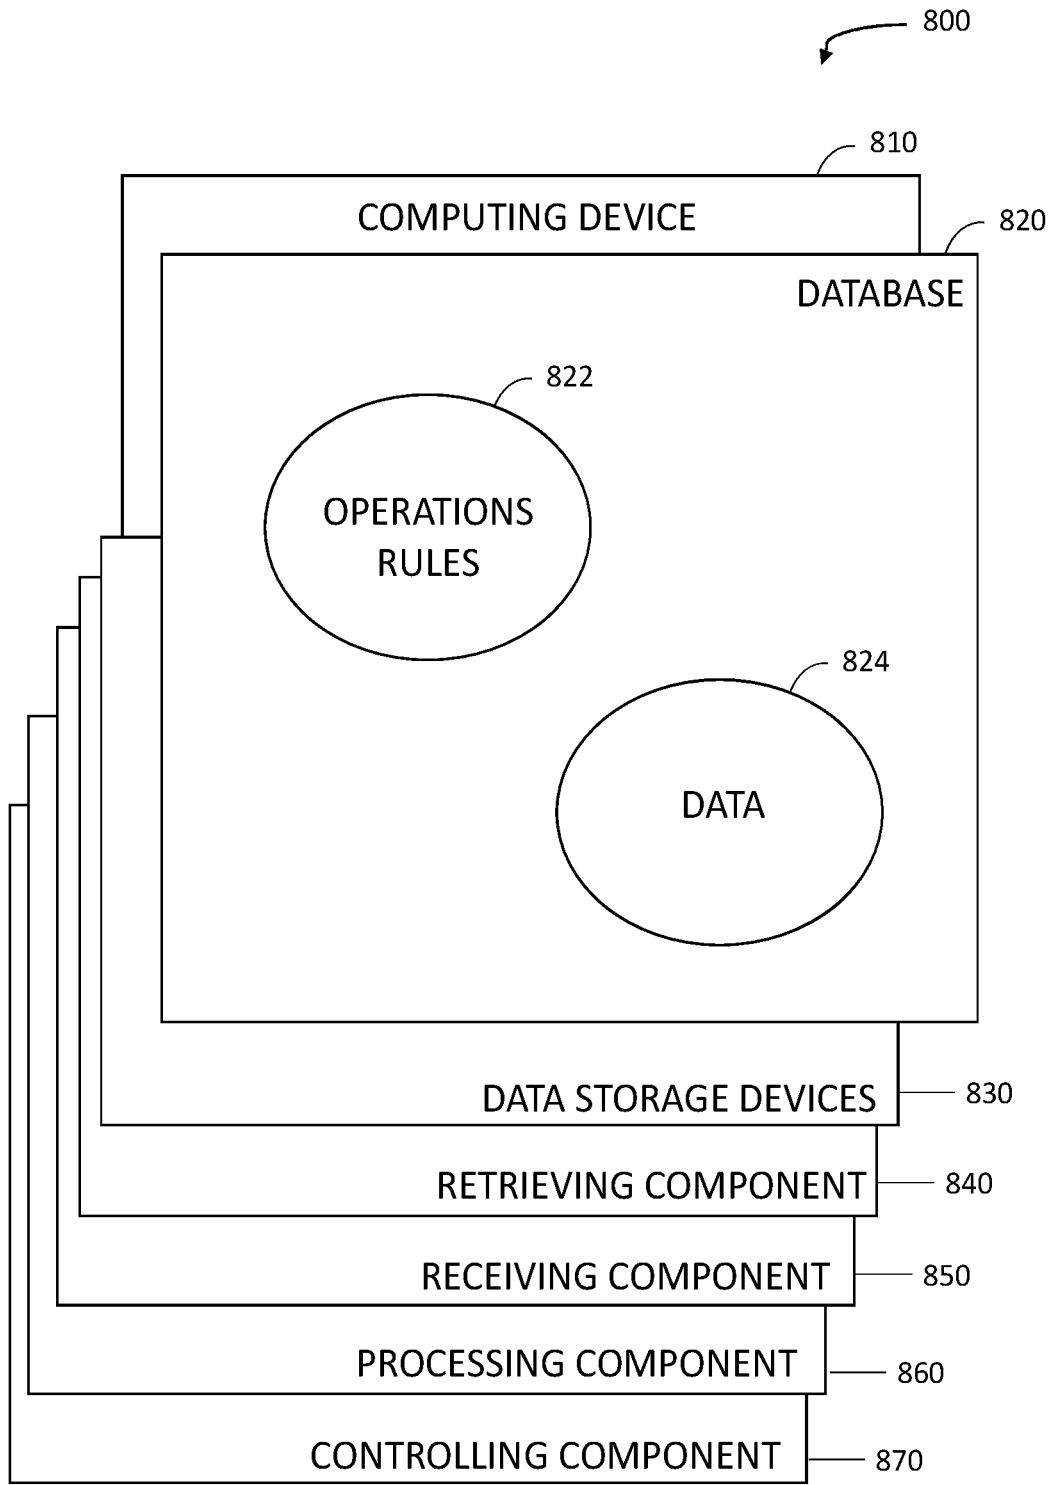 800
810
COMPUTING DEVICE
820
DATABASE
822
OPERATIONS
RULES
824
DATA
DATA STORAGE DEVICES
830
RETRIEVING COMPONENT
840
RECEIVING COMPONENT
850
PROCESSING COMPONENT
860
CONTROLLING COMPONENT
870